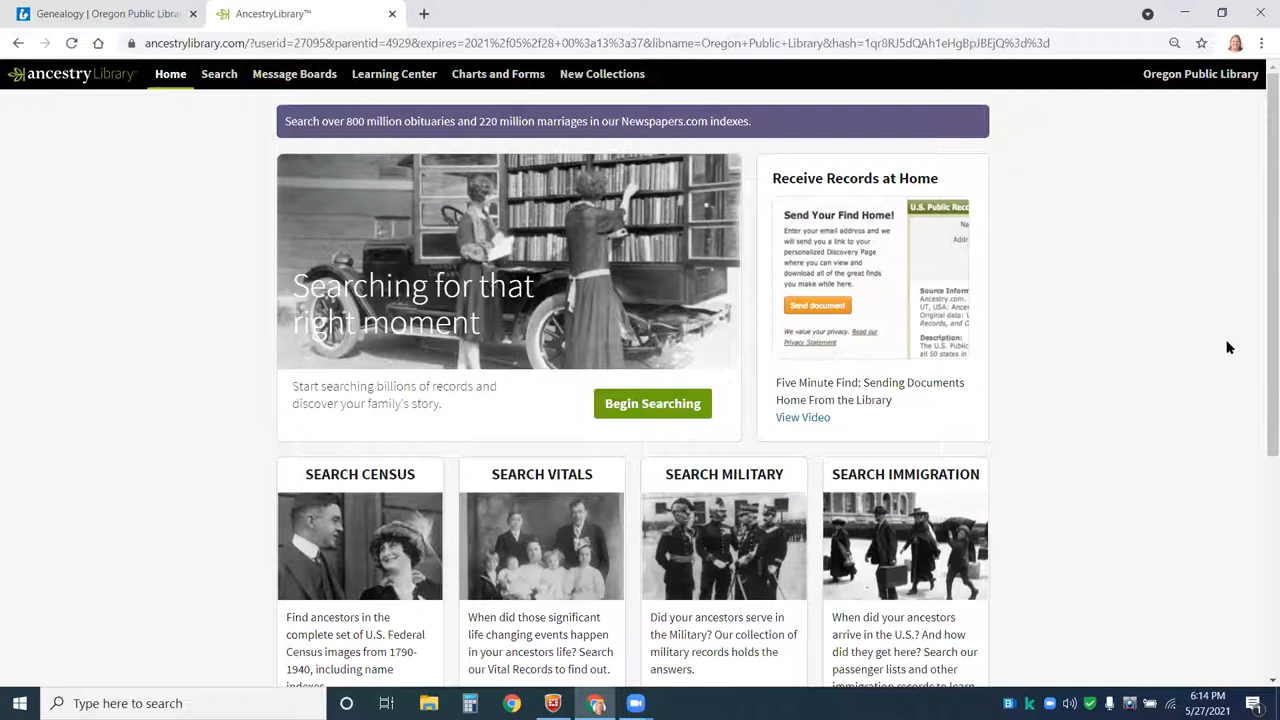 Genealogy | Oregon Public Libra
AncestryLibrary™
ancestrylibrary.com/?userid=27095&parentid=4929&expires=2021%2f05%2f28+00%3a13%3a37&libname=Oregon+Public+Library&hash=1qr8RJ5dQAh1eHgBpJBEjQ%3d%3d
ancestryLibrary™ Home Search Message Boards Learning Center Charts and Forms New Collections Oregon Public Library
Search over 800 million obituaries and 220 million marriages in our Newspapers.com indexes.
Searching for that
right moment
Start searching billions of records and
discover your family's story.
Begin Searching
Receive Records at Home
Send Your Find Home!
Enter your email address and we
will send you a link to your
personalized Discovery Page
where you can view and
download all of the great finds
you make while here.
Send document
We value your privacy. Read our
Privacy Statement
U.S. Public Reco
Na
Addr
Source Inform
Ancestry.com.
UT, USA: Ances
Original data:
Records, and O
Description:
The U.S. Public
all 50 states in
Five Minute Find: Sending Documents
Home From the Library
View Video
SEARCH CENSUS
Find ancestors in the
complete set of U.S. Federal
Census images from 1790-
1940, including name
indexes.
SEARCH VITALS
When did those significant
life changing events happen
in your ancestors life? Search
our Vital Records to find out.
SEARCH MILITARY
Did your ancestors serve in
the Military? Our collection of
military records holds the
answers.
SEARCH IMMIGRATION
When did your ancestors
arrive in the U.S.? And how
did they get here? Search our
passenger lists and other
immigration records to learn
Type here to search
6:14 PM
5/27/2021